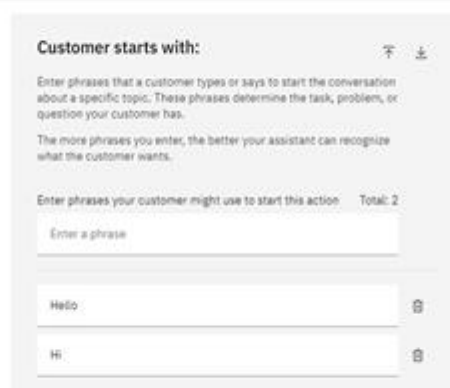 Customer starts with:
Enter phrases that a customer types or says to start the conversation
about a specific topic. These phrases determine the task, problem, or
question your customer has.
The more phrases you enter, the better your assistant can recognize
what the customer wants.
Enter phrases your customer might use to start this action Total: 2
Enter a phrase
Hello
Hi